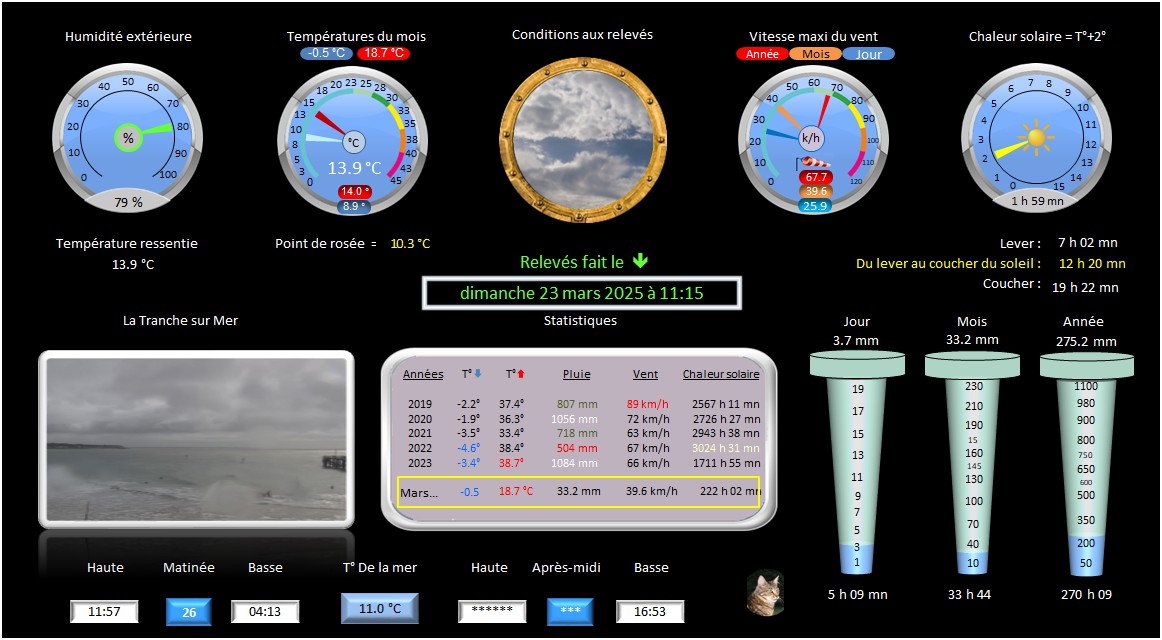 Humidité extérieure
Températures du mois
-0.5 °C 18.7 °C
Conditions aux relevés
Vitesse maxi du vent
Année Mois Jour
Chaleur solaire = T°+2°
0 10 20 30 40 50 60 70 80 90 100
%
79 %
0 3 5 8 10 13 15 18 20 23 25 28 30 33 35 38 40 43 45
°C
13.9 °C
14.0 °
8.9 °
0 10 20 30 40 50 60 70 80 90 100 110 120
k/h
67.7
39.6
25.9
0 1 2 3 4 5 6 7 8 9 10 11 12 13 14 15
1 h 59 mn
Température ressentie
13.9 °C
Point de rosée = 10.3 °C
Relevés fait le
dimanche 23 mars 2025 à 11:15
Lever : 7 h 02 mn
Du lever au coucher du soleil : 12 h 20 mn
Coucher : 19 h 22 mn
La Tranche sur Mer
Statistiques
Années T° T° Pluie Vent Chaleur solaire
2019 -2.2° 37.4° 807 mm 89 km/h 2567 h 11 mn
2020 -1.9° 36.3° 1056 mm 72 km/h 2726 h 27 mn
2021 -3.5° 33.4° 718 mm 63 km/h 2943 h 38 mn
2022 -4.6° 38.4° 504 mm 67 km/h 3024 h 31 mn
2023 -3.4° 38.7° 1084 mm 66 km/h 1711 h 55 mn
Mars... -0.5 18.7 °C 33.2 mm 39.6 km/h 222 h 02 mn
Jour
3.7 mm
19
17
15
13
11
9
7
5
3
1
5 h 09 mn
Mois
33.2 mm
230
210
190
15
160
145
130
100
70
40
10
33 h 44
Année
275.2 mm
1100
980
900
800
750
650
600
500
350
200
50
270 h 09
Haute Matinée Basse
11:57 26 04:13
T° De la mer
11.0 °C
Haute Après-midi Basse
****** *** 16:53